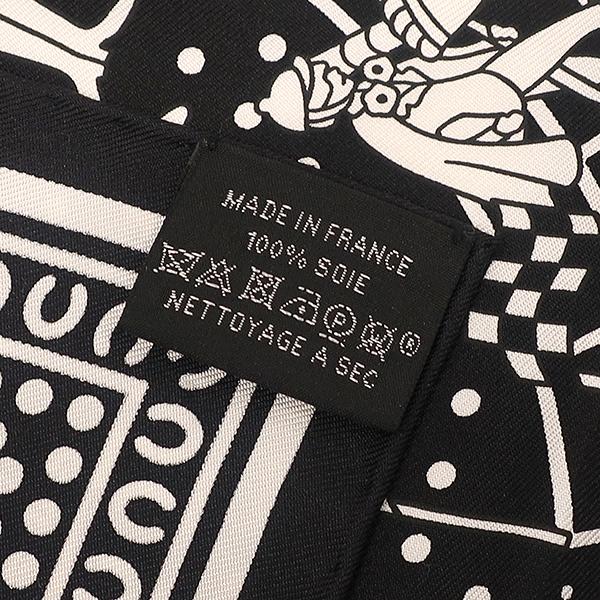 MADE IN FRANCE
100% SOIE
®
NETTOYAGE À SEC